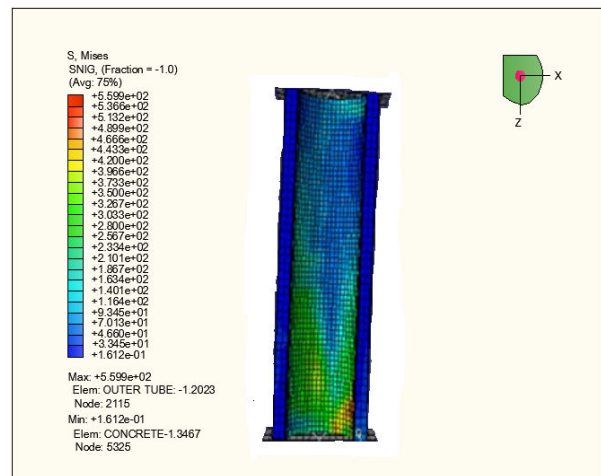 S, Mises
SNIG, (Fraction = -1.0)
(Avg: 75%)
+5.599e+02
+5.366e+02
+5.132e+02
+4.899e+02
+4.666e+02
+4.433e+02
+4.200e+02
+3.966e+02
+3.733e+02
+3.500e+02
+3.267e+02
+3.033e+02
+2.800e+02
+2.567e+02
+2.334e+02
+2.101e+02
+1.867e+02
+1.634e+02
+1.401e+02
+1.164e+02
+9.345e+01
+7.013e+01
+4.660e+01
+3.345e+01
+1.612e-01
Max: +5.599e+02
Elem: OUTER TUBE: -1.2023
Node: 2115
Min: +1.612e-01
Elem: CONCRETE-1.3467
Node: 5325
X
Z